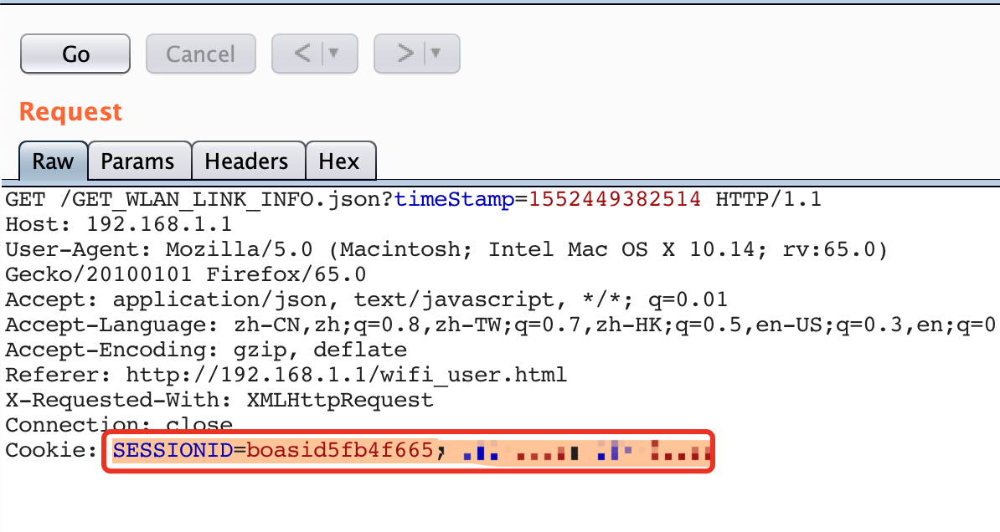 Go Cancel < >
Request
Raw Params Headers Hex
GET /GET_WLAN_LINK_INFO.json?timeStamp=1552449382514 HTTP/1.1
Host: 192.168.1.1
User-Agent: Mozilla/5.0 (Macintosh; Intel Mac OS X 10.14; rv:65.0)
Gecko/20100101 Firefox/65.0
Accept: application/json, text/javascript, */*; q=0.01
Accept-Language: zh-CN,zh;q=0.8,zh-TW;q=0.7,zh-HK;q=0.5,en-US;q=0.3,en;q=0
Accept-Encoding: gzip, deflate
Referer: http://192.168.1.1/wifi_user.html
X-Requested-With: XMLHttpRequest
Connection: close
Cookie: SESSIONID=boasid5fb4f665;